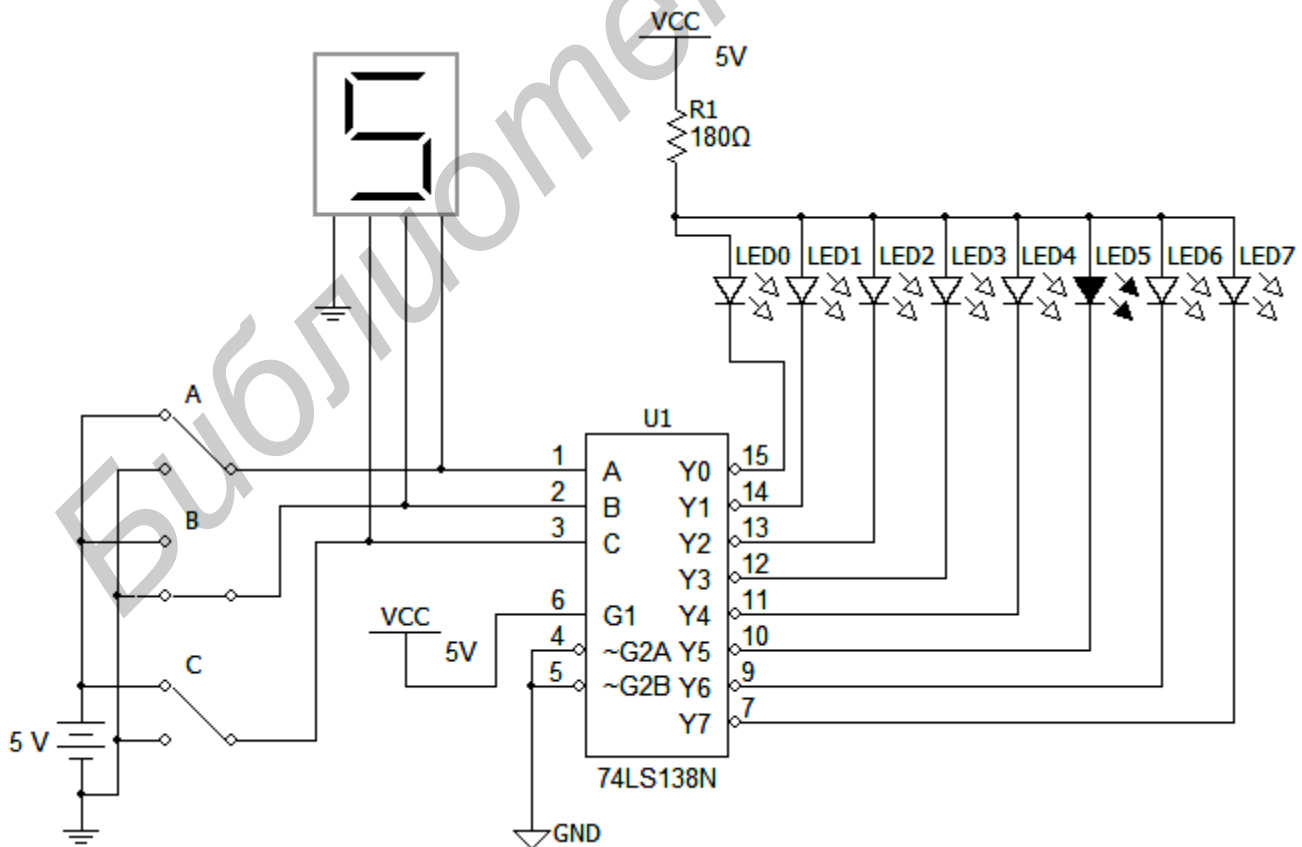 VCC
5V
R1
180Ω
LED0 LED1 LED2 LED3 LED4 LED5 LED6 LED7
5
A
B
C
5 V
U1
1 A Y0 15
2 B Y1 14
3 C Y2 13
Y3 12
6 G1 Y4 11
4 ~G2A Y5 10
5 ~G2B Y6 9
Y7 7
74LS138N
VCC
5V
GND